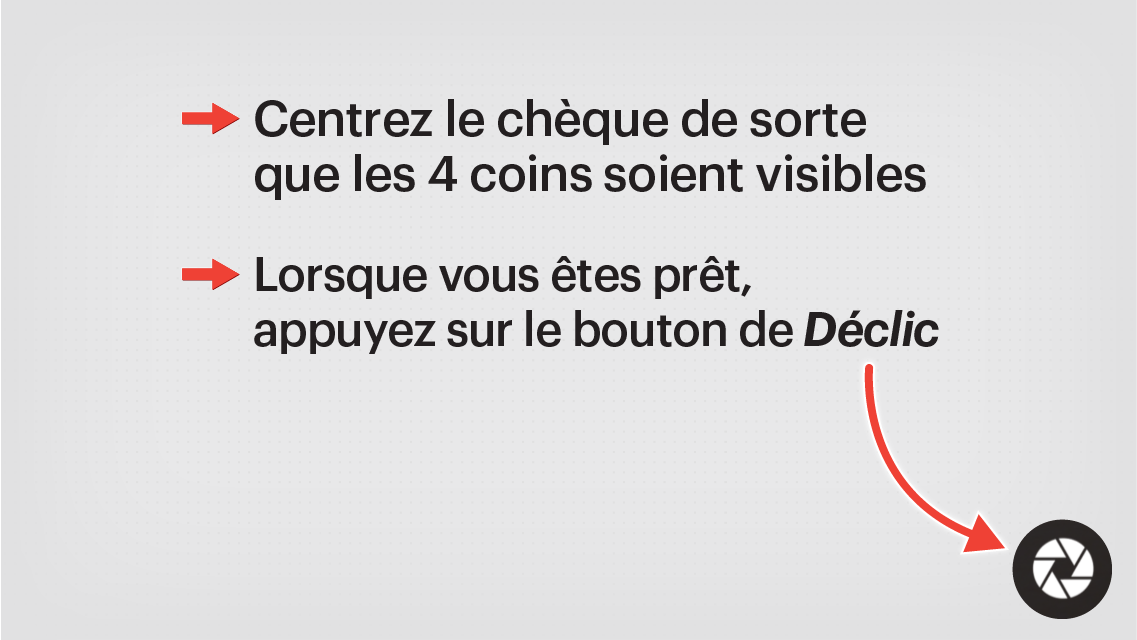 Centrez le chèque de sorte
que les 4 coins soient visibles
Lorsque vous êtes prêt,
appuyez sur le bouton de Déclic